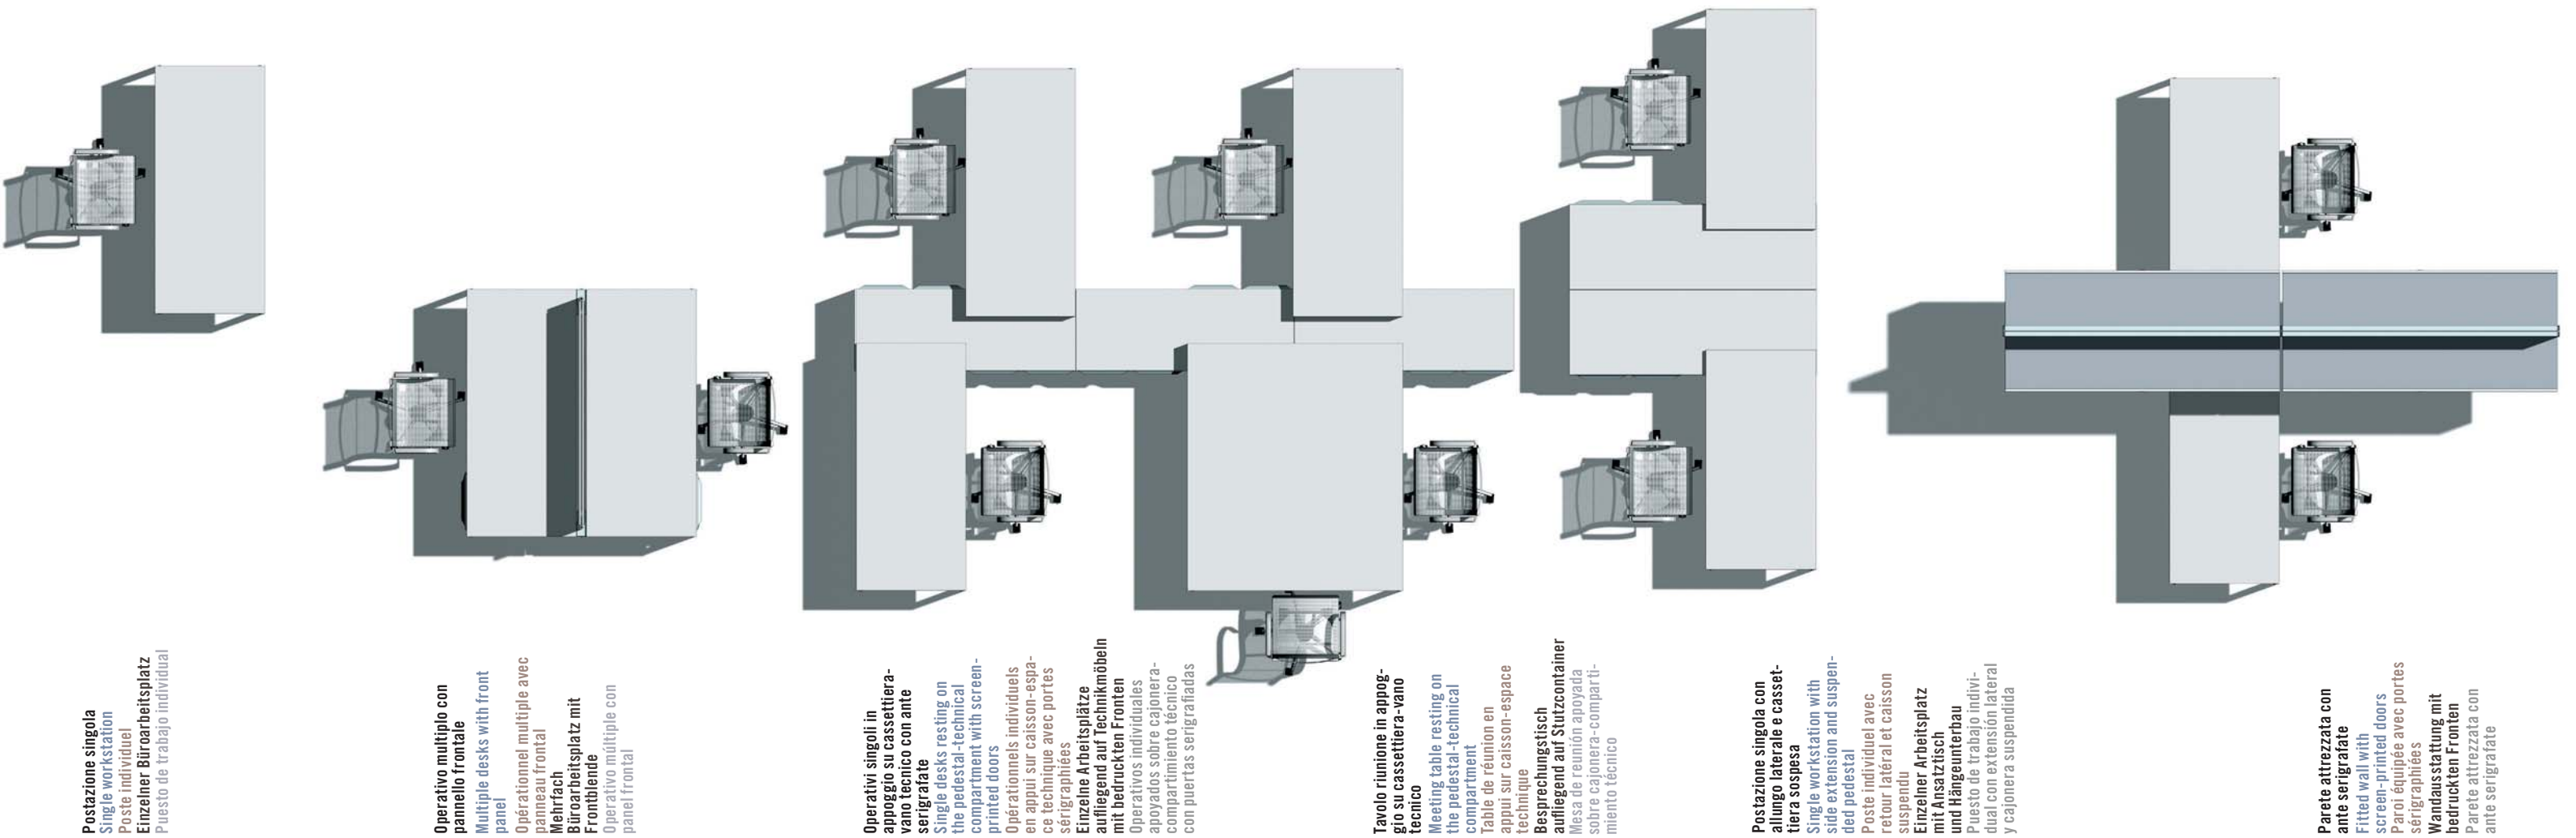 Postazione singola
Single workstation
Poste individuel
Einzelner Büroarbeitsplatz
Puesto de trabajo individual
Operativo multiplo con
pannello frontale
Multiple desks with front
panel
Opérationnel multiple avec
panneau frontal
Mehrfach
Büroarbeitsplatz mit
Frontblende
Operativo múltiple con
panel frontal
Operativi singoli in
appoggio su cassettiera-
vano tecnico con ante
serigrafate
Single desks resting on
the pedestal-technical
compartment with screen-
printed doors
Opérationnels individuels
en appui sur caisson-espa-
ce technique avec portes
sérigraphiées
Einzelne Arbeitsplätze
aufliegend auf Technikmöbeln
mit bedruckten Fronten
Operativos individuales
apoyados sobre cajonera-
compartimiento técnico
con puertas serigrafiadas
Tavolo riunione in appog-
gio su cassettiera-vano
tecnico
Meeting table resting on
the pedestal-technical
compartment
Table de réunion en
appui sur caisson-espace
technique
Besprechungstisch
aufliegend auf Stutzcontainer
Mesa de reunión apoyada
sobre cajonera-comparti-
miento técnico
Postazione singola con
allungo laterale e casset-
tiera sospesa
Single workstation with
side extension and suspen-
ded pedestal
Poste individuel avec
retour latéral et caisson
suspendu
Einzelner Arbeitsplatz
mit Ansatztisch
und Hängeunterbau
Puesto de trabajo indivi-
dual con extensión lateral
y cajonera suspendida
Parete attrezzata con
ante serigrafate
Fitted wall with
screen-printed doors
Paroi équipée avec portes
sérigraphiées
Wandausstattung mit
bedruckten Fronten
Parete attrezzata con
ante serigrafate